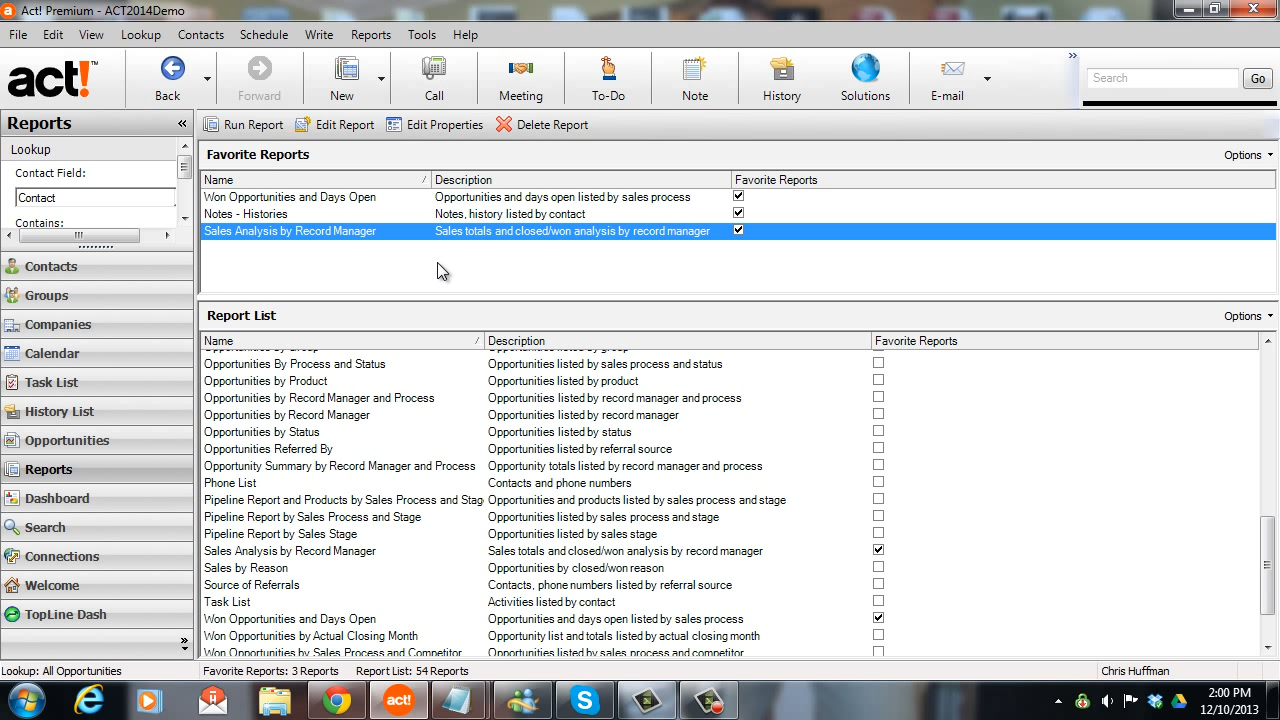 Act! Premium - ACT2014Demo
File Edit View Lookup Contacts Schedule Write Reports Tools Help
act!™ Back Forward New Call Meeting To-Do Note History Solutions E-mail » Search Go
Reports «
Run Report Edit Report Edit Properties Delete Report
Lookup
Contact Field:
Contact
Contains:
Contacts
Groups
Companies
Calendar
Task List
History List
Opportunities
Reports
Dashboard
Search
Connections
Welcome
TopLine Dash
»
Favorite Reports Options
Name Description Favorite Reports
Won Opportunities and Days Open Opportunities and days open listed by sales process
Notes - Histories Notes, history listed by contact
Sales Analysis by Record Manager Sales totals and closed/won analysis by record manager
Report List Options
Name Description Favorite Reports
Opportunities by Group Opportunities listed by group
Opportunities By Process and Status Opportunities listed by sales process and status
Opportunities by Product Opportunities listed by product
Opportunities by Record Manager and Process Opportunities listed by record manager and process
Opportunities by Record Manager Opportunities listed by record manager
Opportunities by Status Opportunities listed by status
Opportunities Referred By Opportunities listed by referral source
Opportunity Summary by Record Manager and Process Opportunity totals listed by record manager and process
Phone List Contacts and phone numbers
Pipeline Report and Products by Sales Process and Stag Opportunities and products listed by sales process and stage
Pipeline Report by Sales Process and Stage Opportunities listed by sales process and stage
Pipeline Report by Sales Stage Opportunities listed by sales stage
Sales Analysis by Record Manager Sales totals and closed/won analysis by record manager
Sales by Reason Opportunities by closed/won reason
Source of Referrals Contacts, phone numbers listed by referral source
Task List Activities listed by contact
Won Opportunities and Days Open Opportunities and days open listed by sales process
Won Opportunities by Actual Closing Month Opportunity list and totals listed by actual closing month
Won Opportunities by Sales Process and Competitor Opportunities listed by sales process and competitor
Lookup: All Opportunities Favorite Reports: 3 Reports Report List: 54 Reports Chris Huffman
act!
2:00 PM
12/10/2013